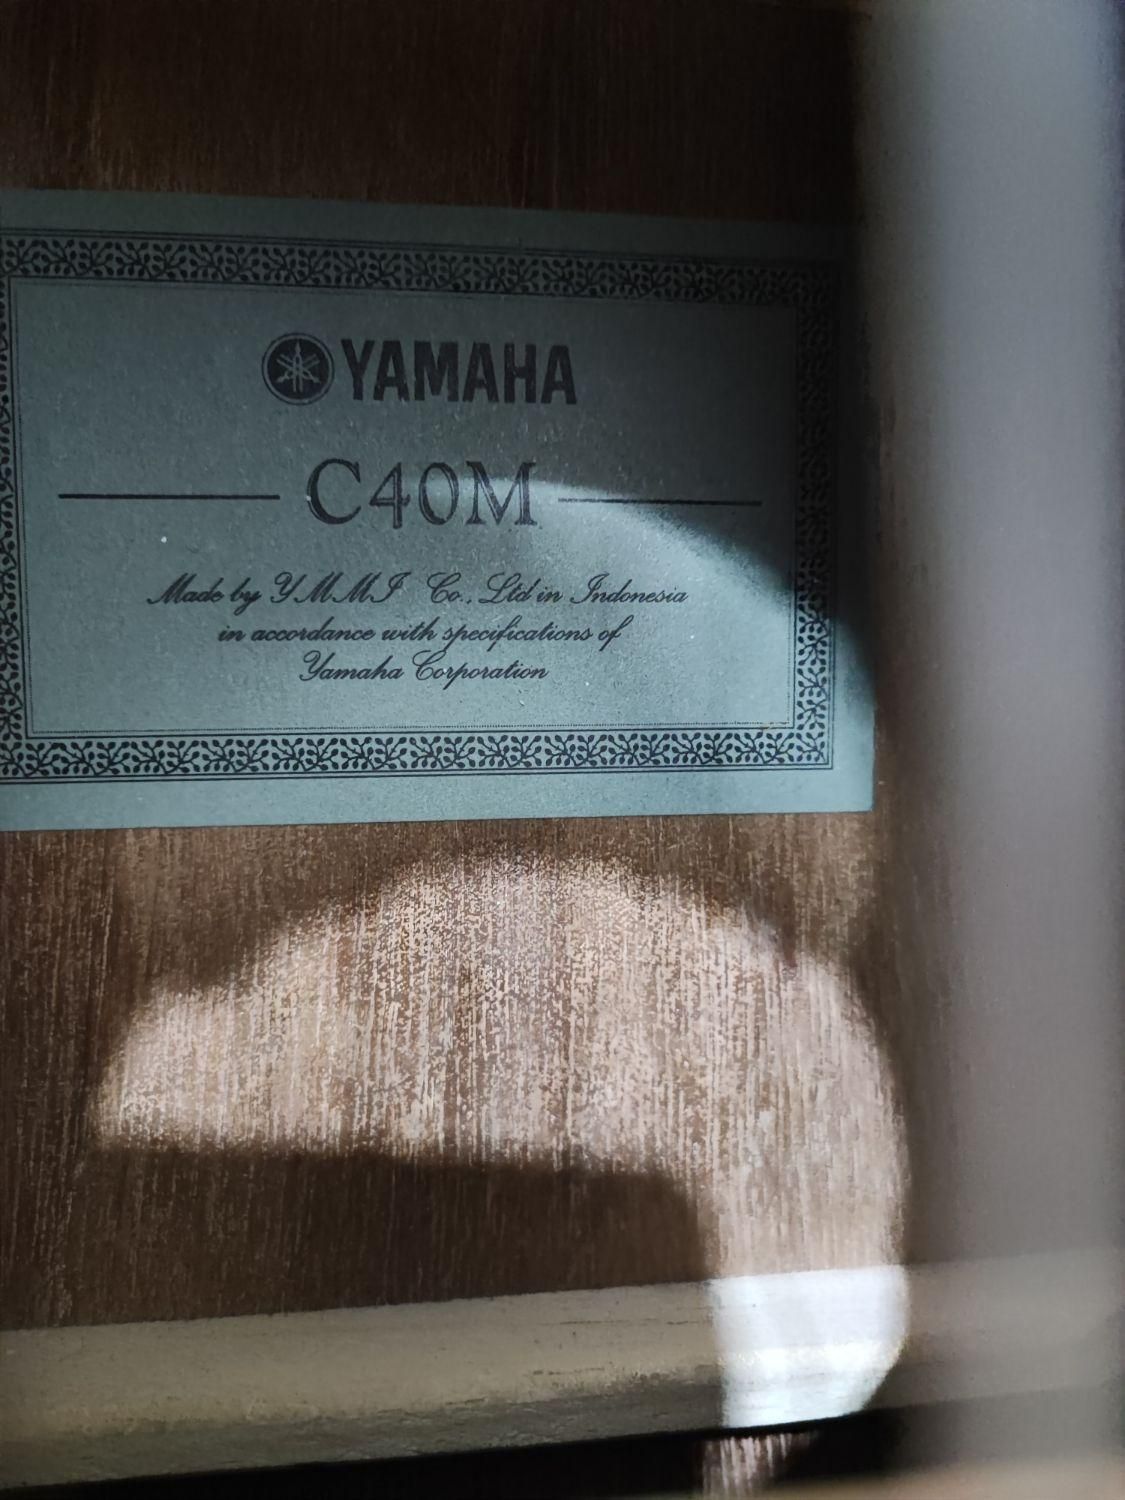 YAMAHA
C40M
Made by YMMI Co., Ltd in Indonesia
in accordance with specifications of
Yamaha Corporation